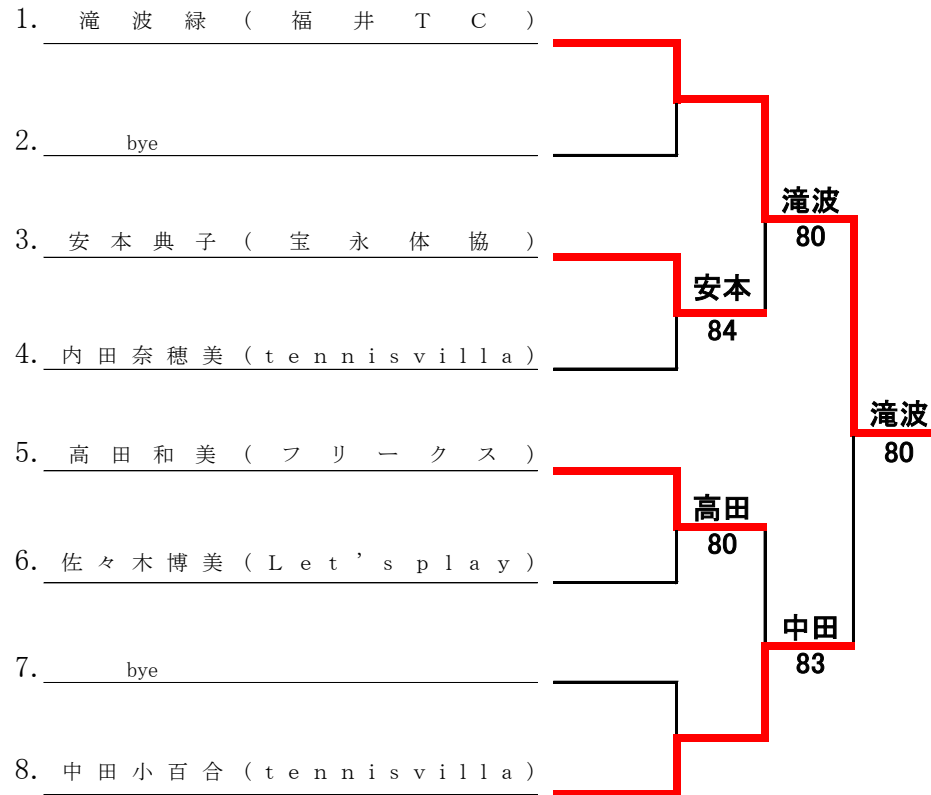 1. 滝波緑(福井TC)
2. bye
3. 安本典子(宝永体協)
4. 内田奈穂美(tennisvilla)
5. 高田和美(フリークス)
6. 佐々木博美(Let'splay)
7. bye
8. 中田小百合(tennisvilla)
安本
84
高田
80
滝波
80
中田
83
滝波
80